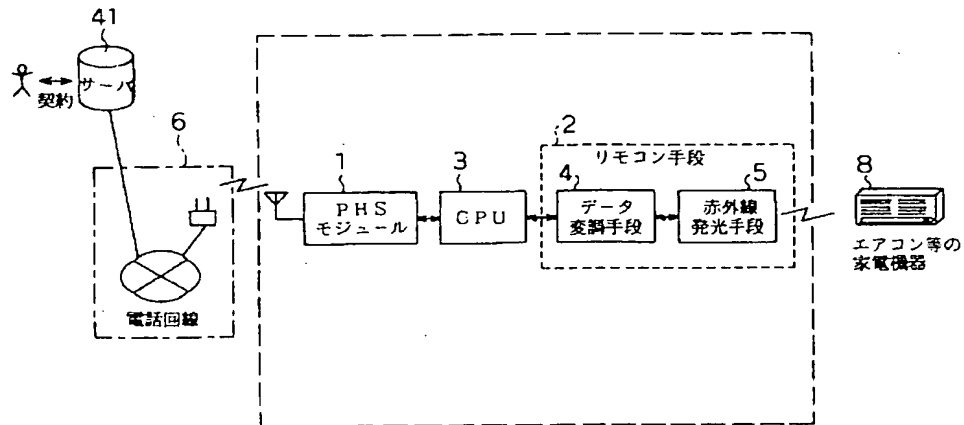 41
サーバ
契約
6
電話回線
1
PHS
モジュール
3
CPU
2
リモコン手段
4
データ
変調手段
5
赤外線
発光手段
8
エアコン等の
家電機器